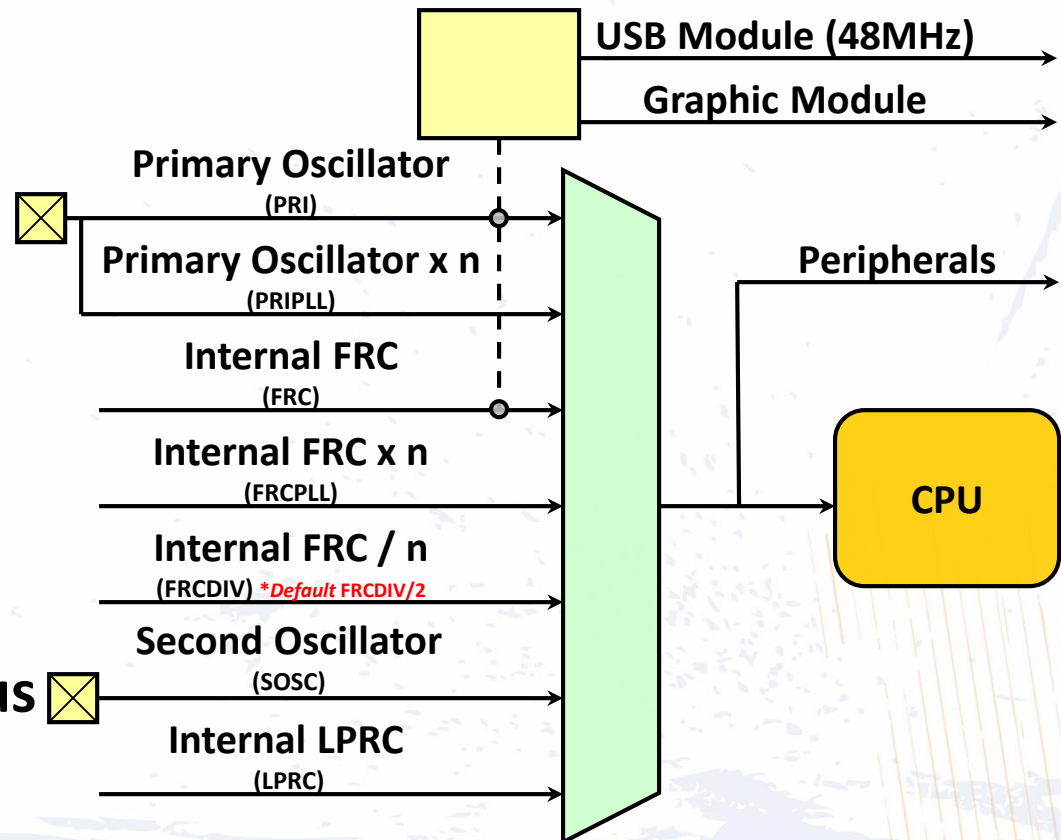 USB Module (48MHz)
Graphic Module
Primary Oscillator
(PRI)
Primary Oscillator x n
(PRIPLL)
Peripherals
Internal FRC
(FRC)
Internal FRC x n
(FRCPLL)
CPU
Internal FRC / n
(FRCDIV) *Default FRCDIV/2
Second Oscillator
(SOSC)
Internal LPRC
(LPRC)